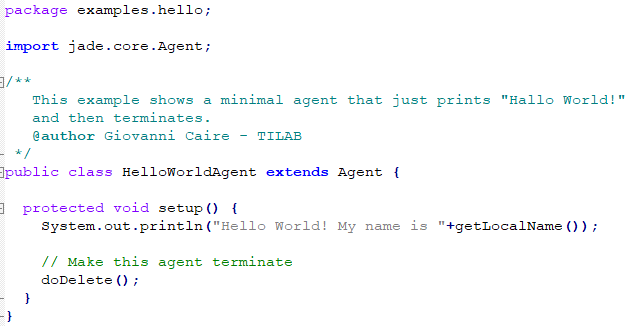 package examples.hello;
import jade.core.Agent;
/**
This example shows a minimal agent that just prints "Hallo World!"
and then terminates.
@author Giovanni Caire - TILAB
*/
public class HelloWorldAgent extends Agent {
protected void setup() {
System.out.println("Hello World! My name is "+getLocalName());
// Make this agent terminate
doDelete();
}
}